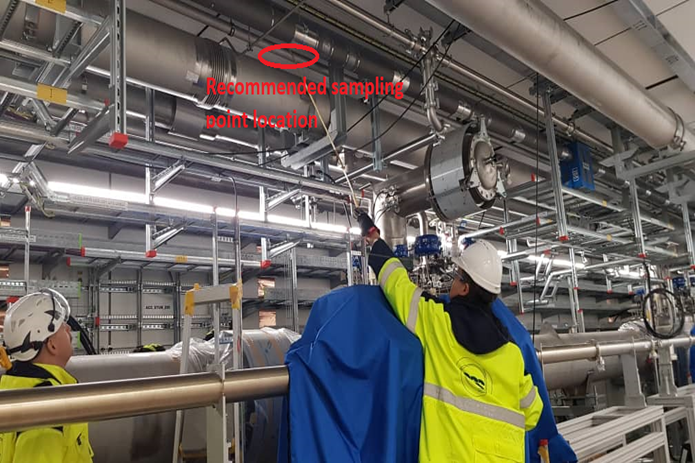 Recommended sampling
point location